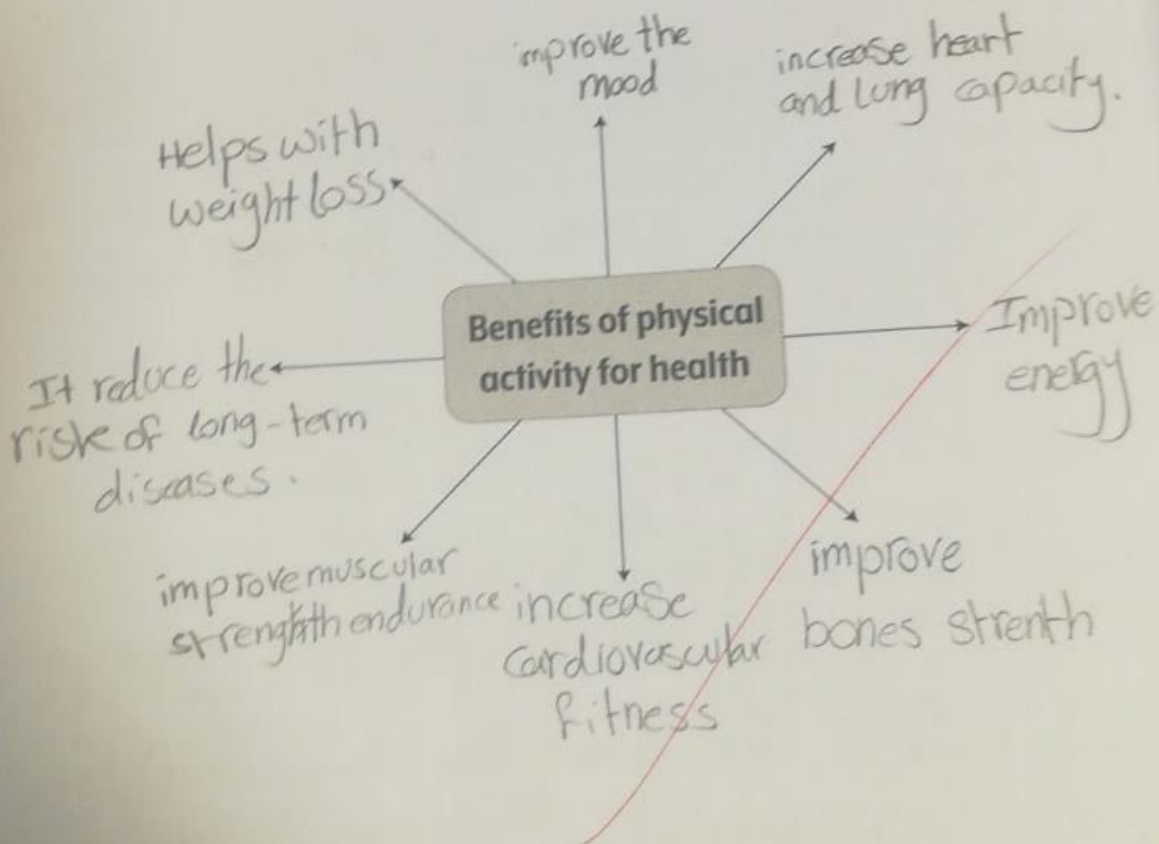 improve the
mood
increase heart
and lung capacity.
Helps with
weight loss
Benefits of physical
activity for health
Improve
energy
It reduce the
risk of long-term
diseases.
improve muscular
strenghth endurance
increase
cardiovascular
fitness
improve
bones strenth